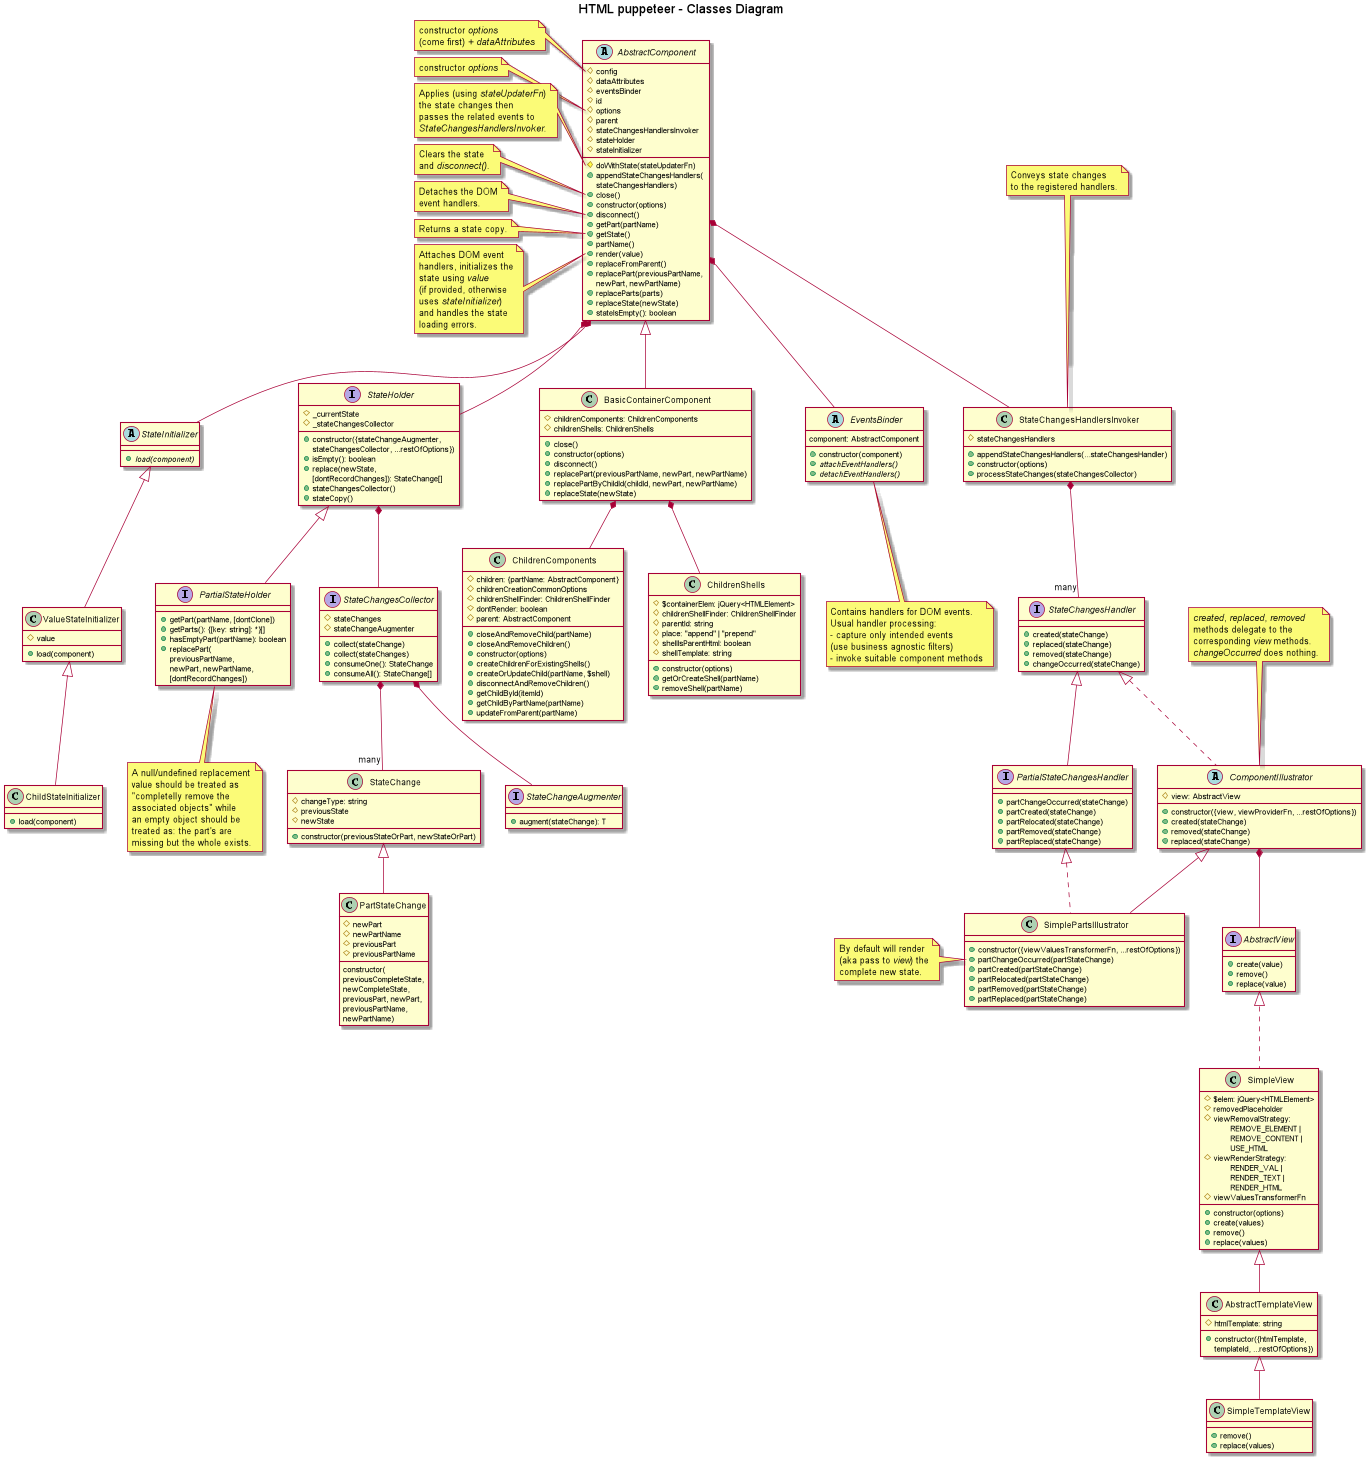 HTML puppeteer - Classes Diagram
constructor options
(come first) + dataAttributes
constructor options
Applies (using stateUpdaterFn)
the state changes then
passes the related events to
StateChangesHandlersInvoker.
Clears the state
and disconnect().
Detaches the DOM
event handlers.
Returns a state copy.
Attaches DOM event
handlers, initializes the
state using value
(if provided, otherwise
uses stateInitializer)
and handles the state
loading errors.
A AbstractComponent
config
dataAttributes
eventsBinder
id
options
parent
stateChangesHandlersInvoker
stateHolder
stateInitializer
doWithState(stateUpdaterFn)
appendStateChangesHandlers(
stateChangesHandlers)
close()
constructor(options)
disconnect()
getPart(partName)
getState()
partName()
render(value)
replaceFromParent()
replacePart(previousPartName,
newPart, newPartName)
replaceParts(parts)
replaceState(newState)
stateIsEmpty(): boolean
Conveys state changes
to the registered handlers.
A StateInitializer
load(component)
I StateHolder
_currentState
_stateChangesCollector
constructor({stateChangeAugmenter,
stateChangesCollector, ...restOfOptions})
isEmpty(): boolean
replace(newState,
[dontRecordChanges]): StateChange[]
stateChangesCollector()
stateCopy()
C BasicContainerComponent
childrenComponents: ChildrenComponents
childrenShells: ChildrenShells
close()
constructor(options)
disconnect()
replacePart(previousPartName, newPart, newPartName)
replacePartByChildId(childId, newPart, newPartName)
replaceState(newState)
A EventsBinder
component: AbstractComponent
constructor(component)
attachEventHandlers()
detachEventHandlers()
C StateChangesHandlersInvoker
stateChangesHandlers
appendStateChangesHandlers(...stateChangesHandler)
constructor(options)
processStateChanges(stateChangesCollector)
C ValueStateInitializer
value
load(component)
I PartialStateHolder
getPart(partName, [dontClone])
getParts(): {[key: string]: *}[]
hasEmptyPart(partName): boolean
replacePart(
previousPartName,
newPart, newPartName,
[dontRecordChanges])
I StateChangesCollector
stateChanges
stateChangeAugmenter
collect(stateChange)
collect(stateChanges)
consumeOne(): StateChange
consumeAll(): StateChange[]
C ChildrenComponents
children: {partName: AbstractComponent}
childrenCreationCommonOptions
childrenShellFinder: ChildrenShellFinder
dontRender: boolean
parent: AbstractComponent
closeAndRemoveChild(partName)
closeAndRemoveChildren()
constructor(options)
createChildrenForExistingShells()
createOrUpdateChild(partName, $shell)
disconnectAndRemoveChildren()
getChildById(itemId)
getChildByPartName(partName)
updateFromParent(partName)
C ChildrenShells
$containerElem: jQuery<HTMLElement>
childrenShellFinder: ChildrenShellFinder
parentId: string
place: "append" | "prepend"
shellIsParentHtml: boolean
shellTemplate: string
constructor(options)
getOrCreateShell(partName)
removeShell(partName)
Contains handlers for DOM events.
Usual handler processing:
- capture only intended events
(use business agnostic filters)
- invoke suitable component methods
many
I StateChangesHandler
created(stateChange)
replaced(stateChange)
removed(stateChange)
changeOccurred(stateChange)
created, replaced, removed
methods delegate to the
corresponding view methods.
changeOccurred does nothing.
C ChildStateInitializer
load(component)
A null/undefined replacement
value should be treated as
"completelly remove the
associated objects" while
an empty object should be
treated as: the part's are
missing but the whole exists.
many
C StateChange
changeType: string
previousState
newState
constructor(previousStateOrPart, newStateOrPart)
I StateChangeAugmenter
augment(stateChange): T
I PartialStateChangesHandler
partChangeOccurred(stateChange)
partCreated(stateChange)
partRelocated(stateChange)
partRemoved(stateChange)
partReplaced(stateChange)
A ComponentIllustrator
view: AbstractView
constructor({view, viewProviderFn, ...restOfOptions})
created(stateChange)
removed(stateChange)
replaced(stateChange)
C PartStateChange
newPart
newPartName
previousPart
previousPartName
constructor(
previousCompleteState,
newCompleteState,
previousPart, newPart,
previousPartName,
newPartName)
By default will render
(aka pass to view) the
complete new state.
C SimplePartsIllustrator
constructor({viewValuesTransformerFn, ...restOfOptions})
partChangeOccurred(partStateChange)
partCreated(partStateChange)
partRelocated(partStateChange)
partRemoved(partStateChange)
partReplaced(partStateChange)
I AbstractView
create(value)
remove()
replace(value)
C SimpleView
$elem: jQuery<HTMLElement>
removedPlaceholder
viewRemovalStrategy:
REMOVE_ELEMENT |
REMOVE_CONTENT |
USE_HTML
viewRenderStrategy:
RENDER_VAL |
RENDER_TEXT |
RENDER_HTML
viewValuesTransformerFn
constructor(options)
create(values)
remove()
replace(values)
C AbstractTemplateView
htmlTemplate: string
constructor({htmlTemplate,
templateId, ...restOfOptions})
C SimpleTemplateView
remove()
replace(values)